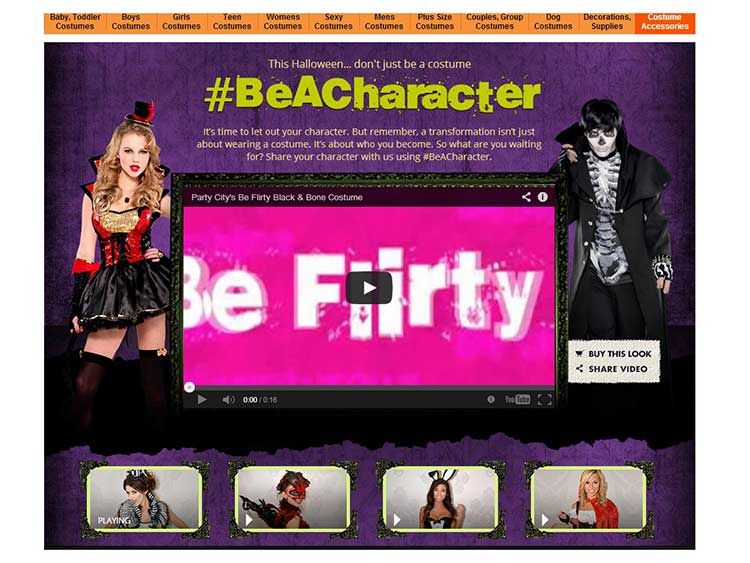 Baby, Toddler Costumes
Boys Costumes
Girls Costumes
Teen Costumes
Womens Costumes
Sexy Costumes
Mens Costumes
Plus Size Costumes
Couples, Group Costumes
Dog Costumes
Decorations, Supplies
Costume Accessories
This Halloween... don't just be a costume
#BeACharacter
It's time to let out your character. But remember, a transformation isn't just
about wearing a costume. It's about who you become. So what are you waiting
for? Share your character with us using #BeACharacter.
Party City's Be Flirty Black & Bone Costume
Be Flirty
BUY THIS LOOK
SHARE VIDEO
0:00 / 0:16
YouTube
PLAYING